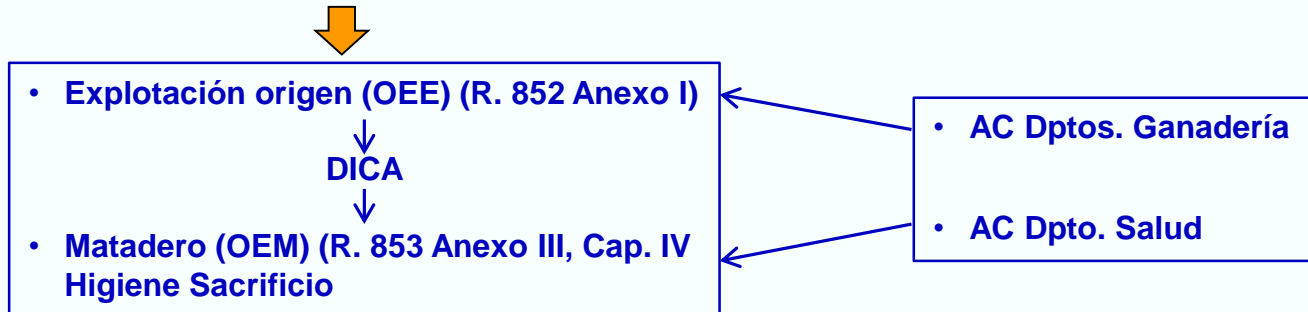 • Explotación origen (OEE) (R. 852 Anexo I)
DICA
• Matadero (OEM) (R. 853 Anexo III, Cap. IV
Higiene Sacrificio
• AC Dptos. Ganadería
• AC Dpto. Salud